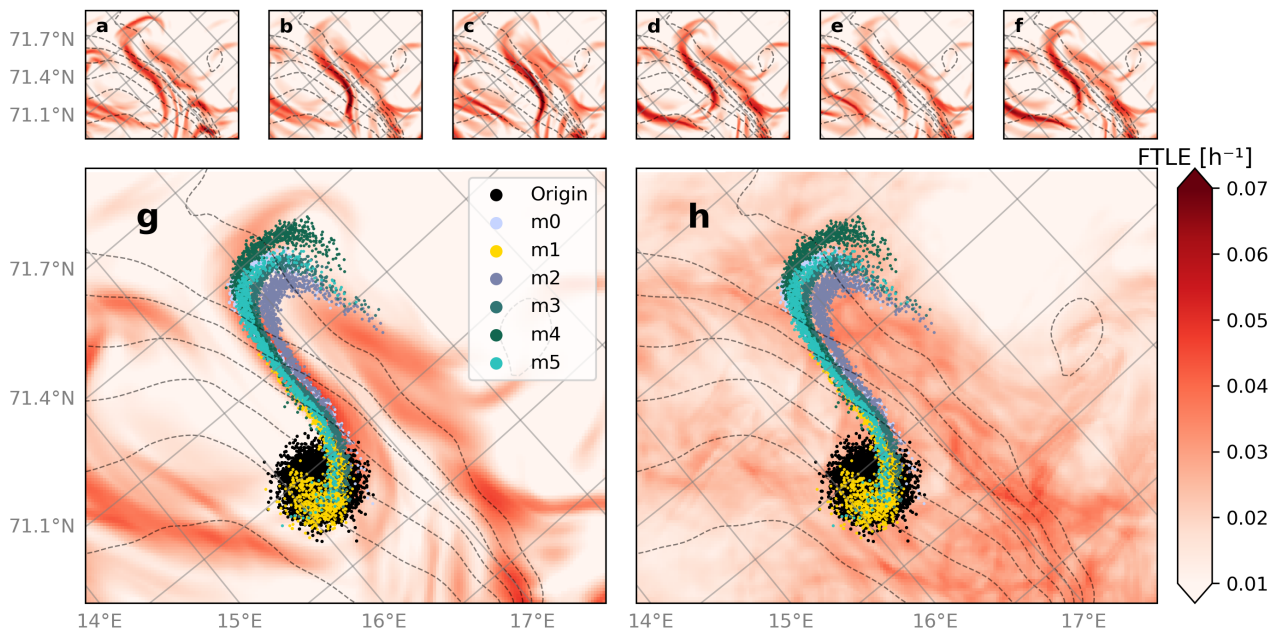 a
b
c
d
e
f
71.7°N
71.4°N
71.1°N
FTLE [h⁻¹]
g
h
Origin
m0
m1
m2
m3
m4
m5
71.7°N
71.4°N
71.1°N
0.07
0.06
0.05
0.04
0.03
0.02
0.01
14°E
15°E
16°E
17°E
14°E
15°E
16°E
17°E